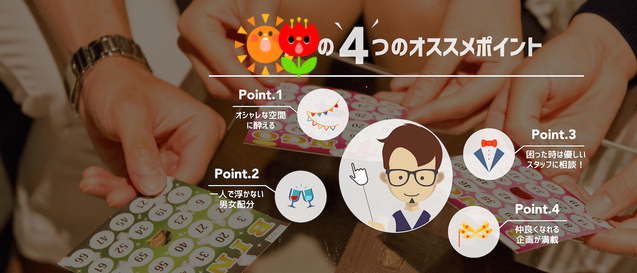 の4つのオススメポイント
Point.1
オシャレな空間
に酔える
Point.2
一人で浮かない
男女配分
Point.3
困った時は優しい
スタッフに相談！
Point.4
仲良くなれる
企画が満載